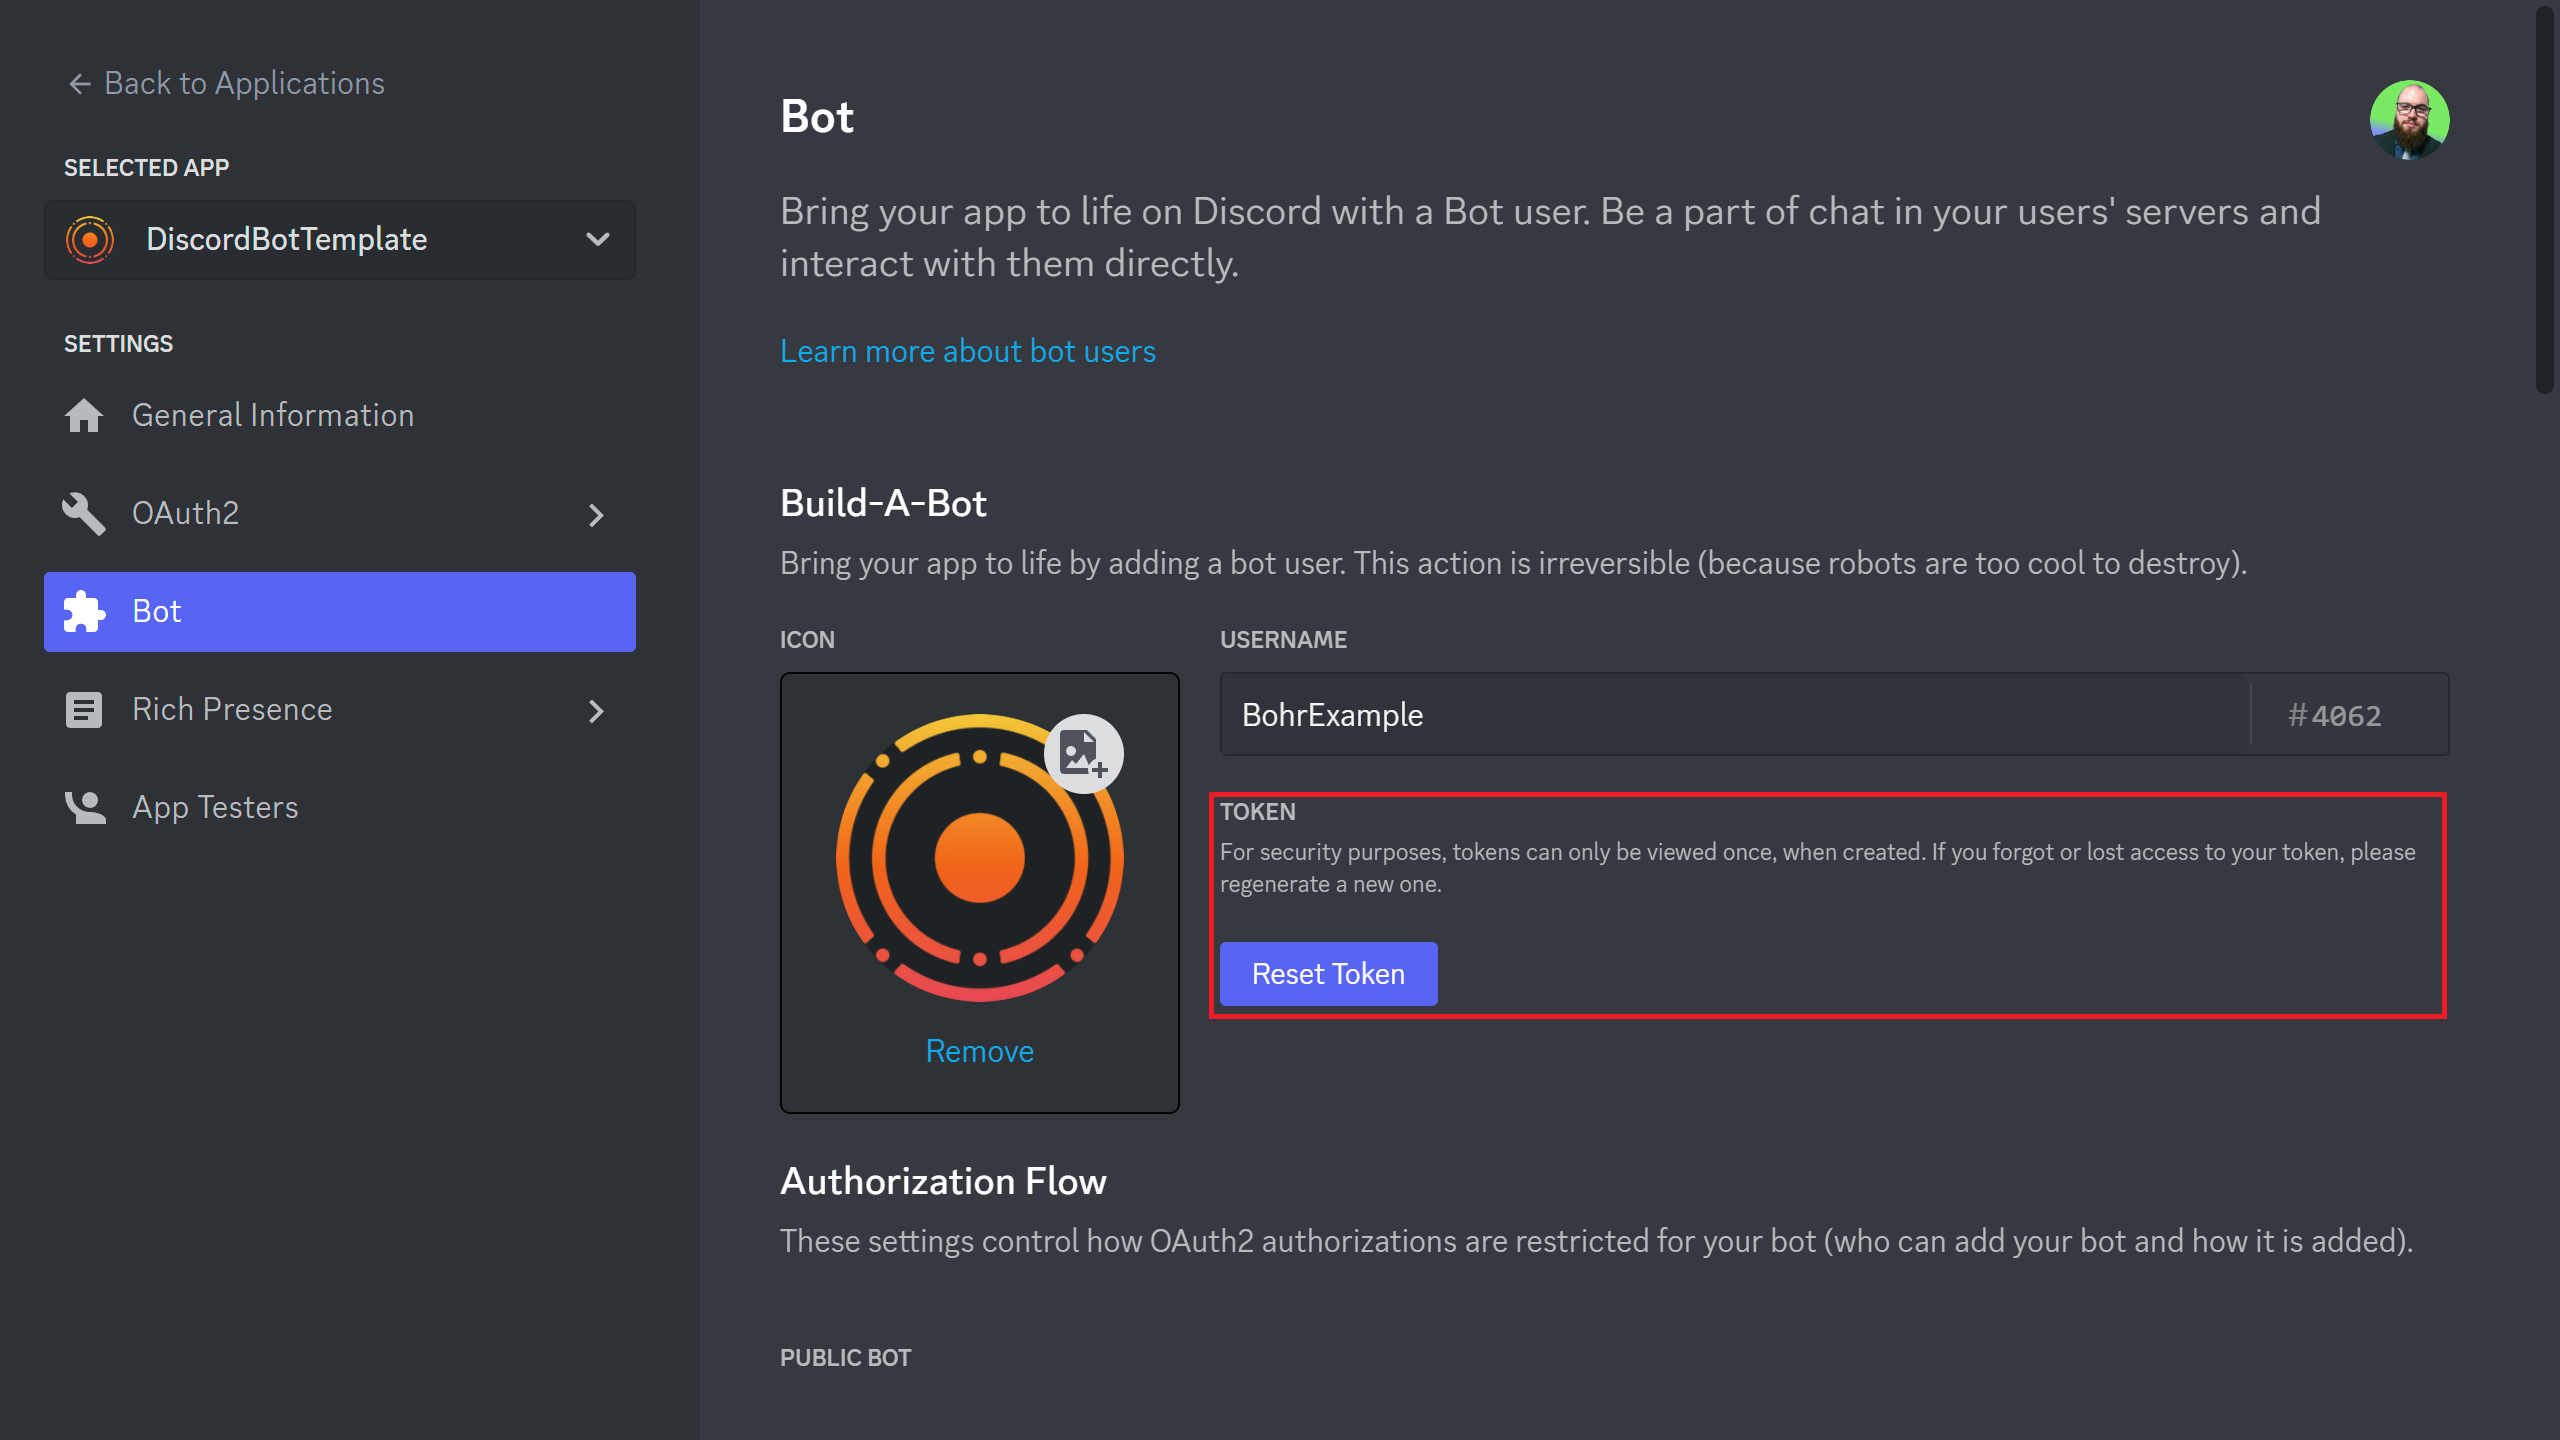 Back to Applications
SELECTED APP
DiscordBotTemplate
SETTINGS
General Information
OAuth2
Bot
Rich Presence
App Testers
Bot
Bring your app to life on Discord with a Bot user. Be a part of chat in your users' servers and
interact with them directly.
Learn more about bot users
Build-A-Bot
Bring your app to life by adding a bot user. This action is irreversible (because robots are too cool to destroy).
ICON
Remove
USERNAME
BohrExample
#4062
TOKEN
For security purposes, tokens can only be viewed once, when created. If you forgot or lost access to your token, please
regenerate a new one.
Reset Token
Authorization Flow
These settings control how OAuth2 authorizations are restricted for your bot (who can add your bot and how it is added).
PUBLIC BOT